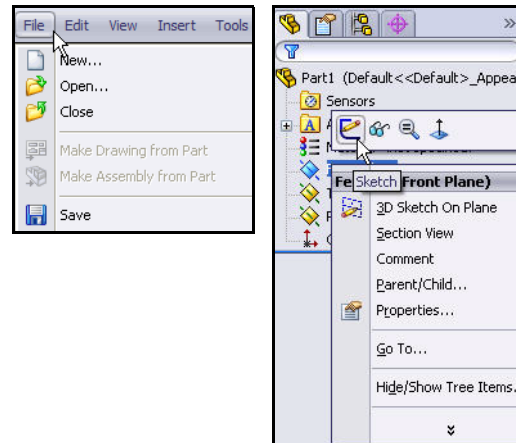 File Edit View Insert Tools
New...
Open...
Close
Make Drawing from Part
Make Assembly from Part
Save
Part1 (Default<<Default>_Appea
Sensors
A
Sketch
Front Plane)
3D Sketch On Plane
Section View
Comment
Parent/Child...
Properties...
Go To...
Hide/Show Tree Items.